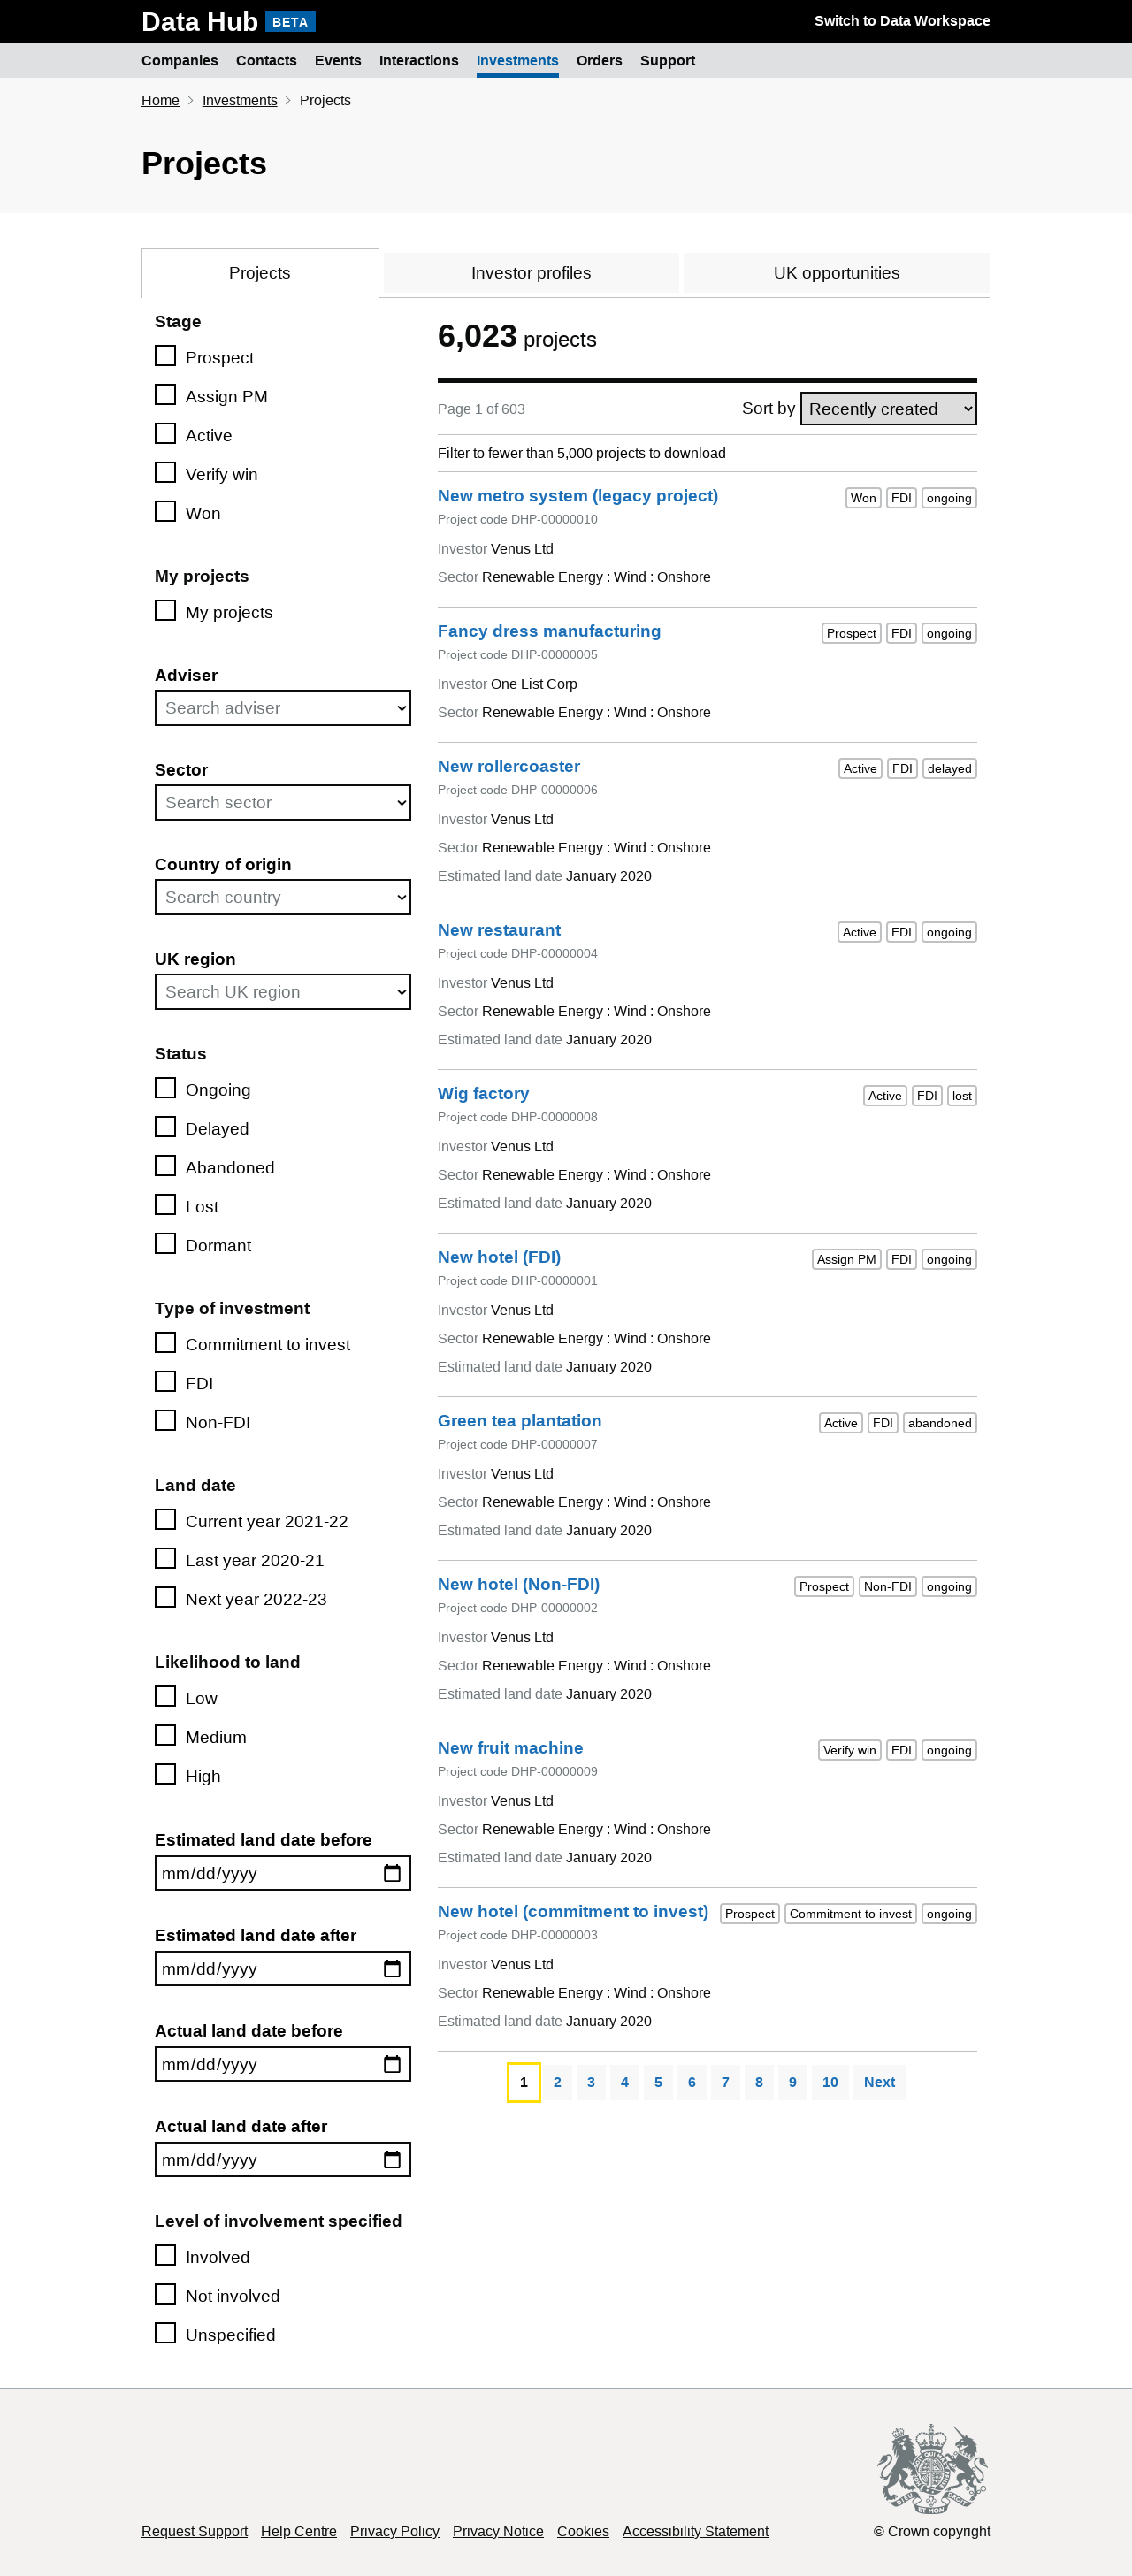 Data Hub BETA
Switch to Data Workspace
Companies Contacts Events Interactions Investments Orders Support
Home Investments Projects
Projects
Projects Investor profiles UK opportunities
Stage
Prospect
Assign PM
Active
Verify win
Won
My projects
My projects
Adviser
Search adviser
Sector
Search sector
Country of origin
Search country
UK region
Search UK region
Status
Ongoing
Delayed
Abandoned
Lost
Dormant
Type of investment
Commitment to invest
FDI
Non-FDI
Land date
Current year 2021-22
Last year 2020-21
Next year 2022-23
Likelihood to land
Low
Medium
High
Estimated land date before
mm/dd/yyyy
Estimated land date after
mm/dd/yyyy
Actual land date before
mm/dd/yyyy
Actual land date after
mm/dd/yyyy
Level of involvement specified
Involved
Not involved
Unspecified
6,023 projects
Page 1 of 603
Sort by Recently created
Filter to fewer than 5,000 projects to download
New metro system (legacy project) Won FDI ongoing
Project code DHP-00000010
Investor Venus Ltd
Sector Renewable Energy : Wind : Onshore
Fancy dress manufacturing Prospect FDI ongoing
Project code DHP-00000005
Investor One List Corp
Sector Renewable Energy : Wind : Onshore
New rollercoaster Active FDI delayed
Project code DHP-00000006
Investor Venus Ltd
Sector Renewable Energy : Wind : Onshore
Estimated land date January 2020
New restaurant Active FDI ongoing
Project code DHP-00000004
Investor Venus Ltd
Sector Renewable Energy : Wind : Onshore
Estimated land date January 2020
Wig factory Active FDI lost
Project code DHP-00000008
Investor Venus Ltd
Sector Renewable Energy : Wind : Onshore
Estimated land date January 2020
New hotel (FDI) Assign PM FDI ongoing
Project code DHP-00000001
Investor Venus Ltd
Sector Renewable Energy : Wind : Onshore
Estimated land date January 2020
Green tea plantation Active FDI abandoned
Project code DHP-00000007
Investor Venus Ltd
Sector Renewable Energy : Wind : Onshore
Estimated land date January 2020
New hotel (Non-FDI) Prospect Non-FDI ongoing
Project code DHP-00000002
Investor Venus Ltd
Sector Renewable Energy : Wind : Onshore
Estimated land date January 2020
New fruit machine Verify win FDI ongoing
Project code DHP-00000009
Investor Venus Ltd
Sector Renewable Energy : Wind : Onshore
Estimated land date January 2020
New hotel (commitment to invest) Prospect Commitment to invest ongoing
Project code DHP-00000003
Investor Venus Ltd
Sector Renewable Energy : Wind : Onshore
Estimated land date January 2020
1 2 3 4 5 6 7 8 9 10 Next
Request Support Help Centre Privacy Policy Privacy Notice Cookies Accessibility Statement
© Crown copyright